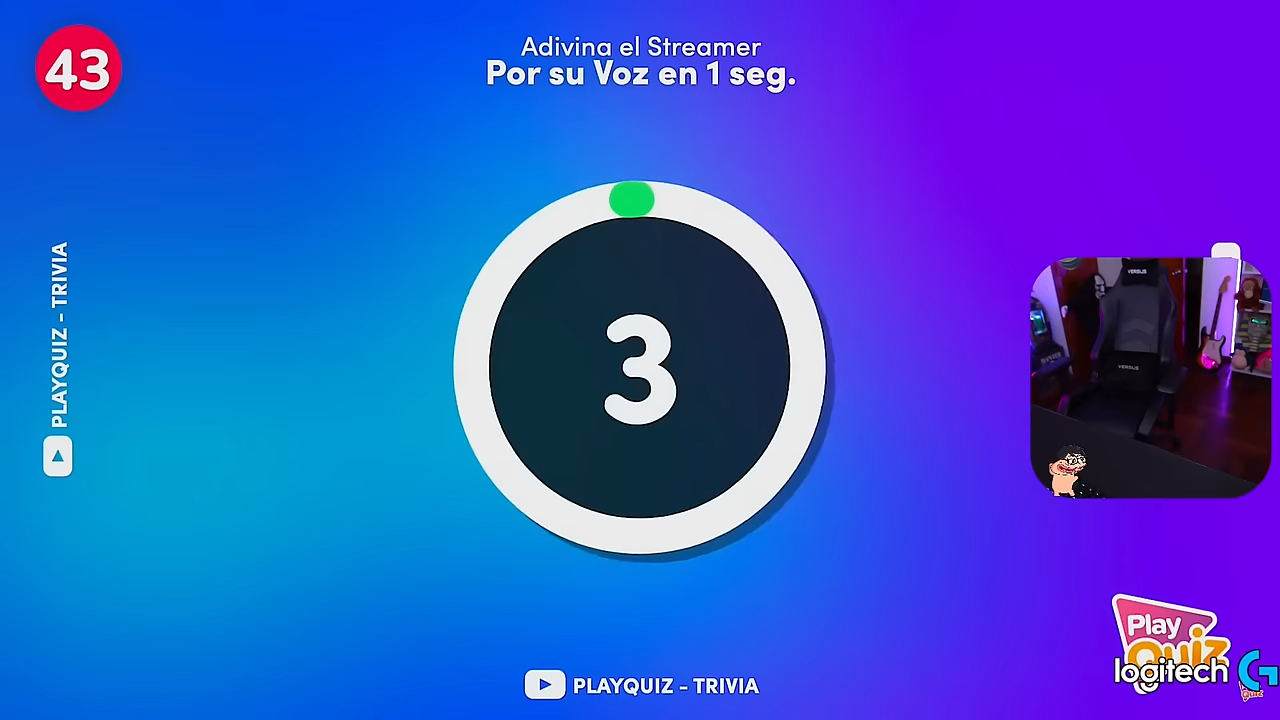 43
Adivina el Streamer
Por su Voz en 1 seg.
PLAYQUIZ - TRIVIA
3
VERSUS
VERSUS
Play
Quiz
logitech G
PLAYQUIZ - TRIVIA